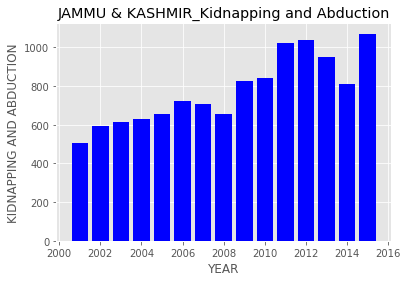 JAMMU & KASHMIR_Kidnapping and Abduction
KIDNAPPING AND ABDUCTION
1000
800
600
400
200
0
2000 2002 2004 2006 2008 2010 2012 2014 2016
YEAR